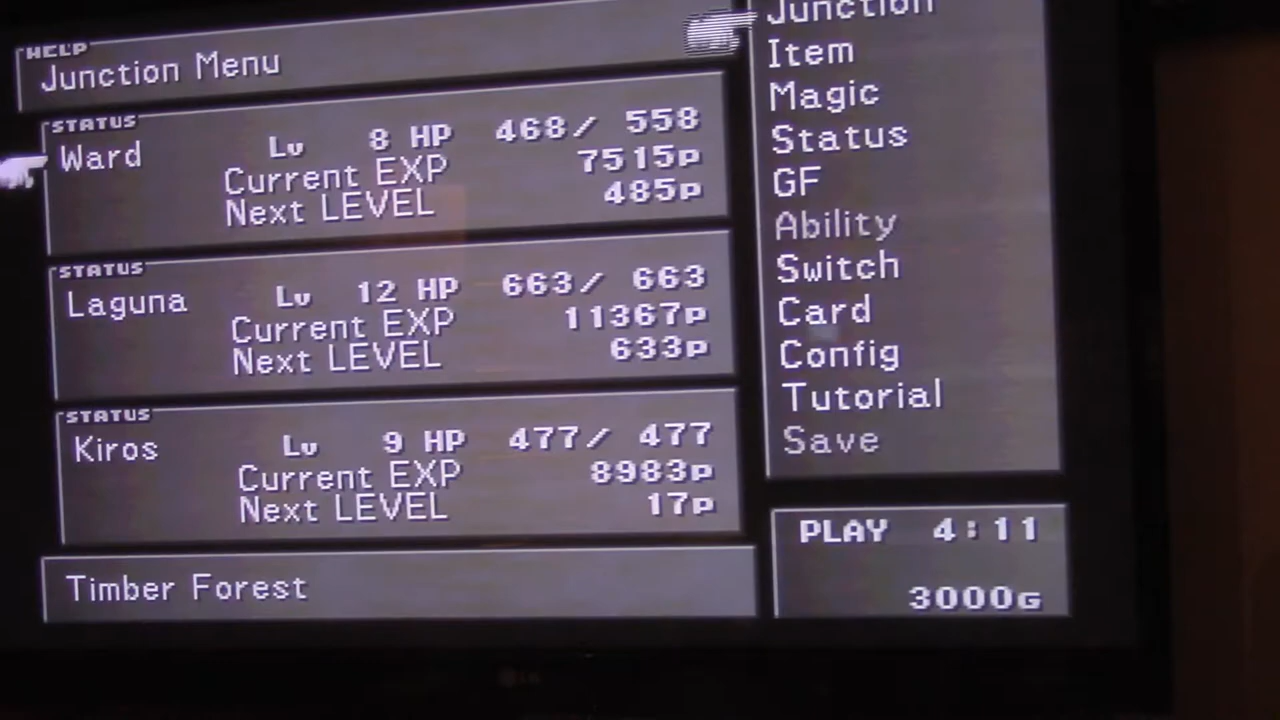 HELP
Junction Menu
STATUS
Ward Lv 8 HP 468/ 558
Current EXP 7515P
Next LEVEL 485P
STATUS
Laguna Lv 12 HP 663/ 663
Current EXP 11367P
Next LEVEL 633P
STATUS
Kiros Lv 9 HP 477/ 477
Current EXP 8983P
Next LEVEL 17P
Timber Forest
Junction
Item
Magic
Status
GF
Ability
Switch
Card
Config
Tutorial
Save
PLAY 4:11
3000G
LG